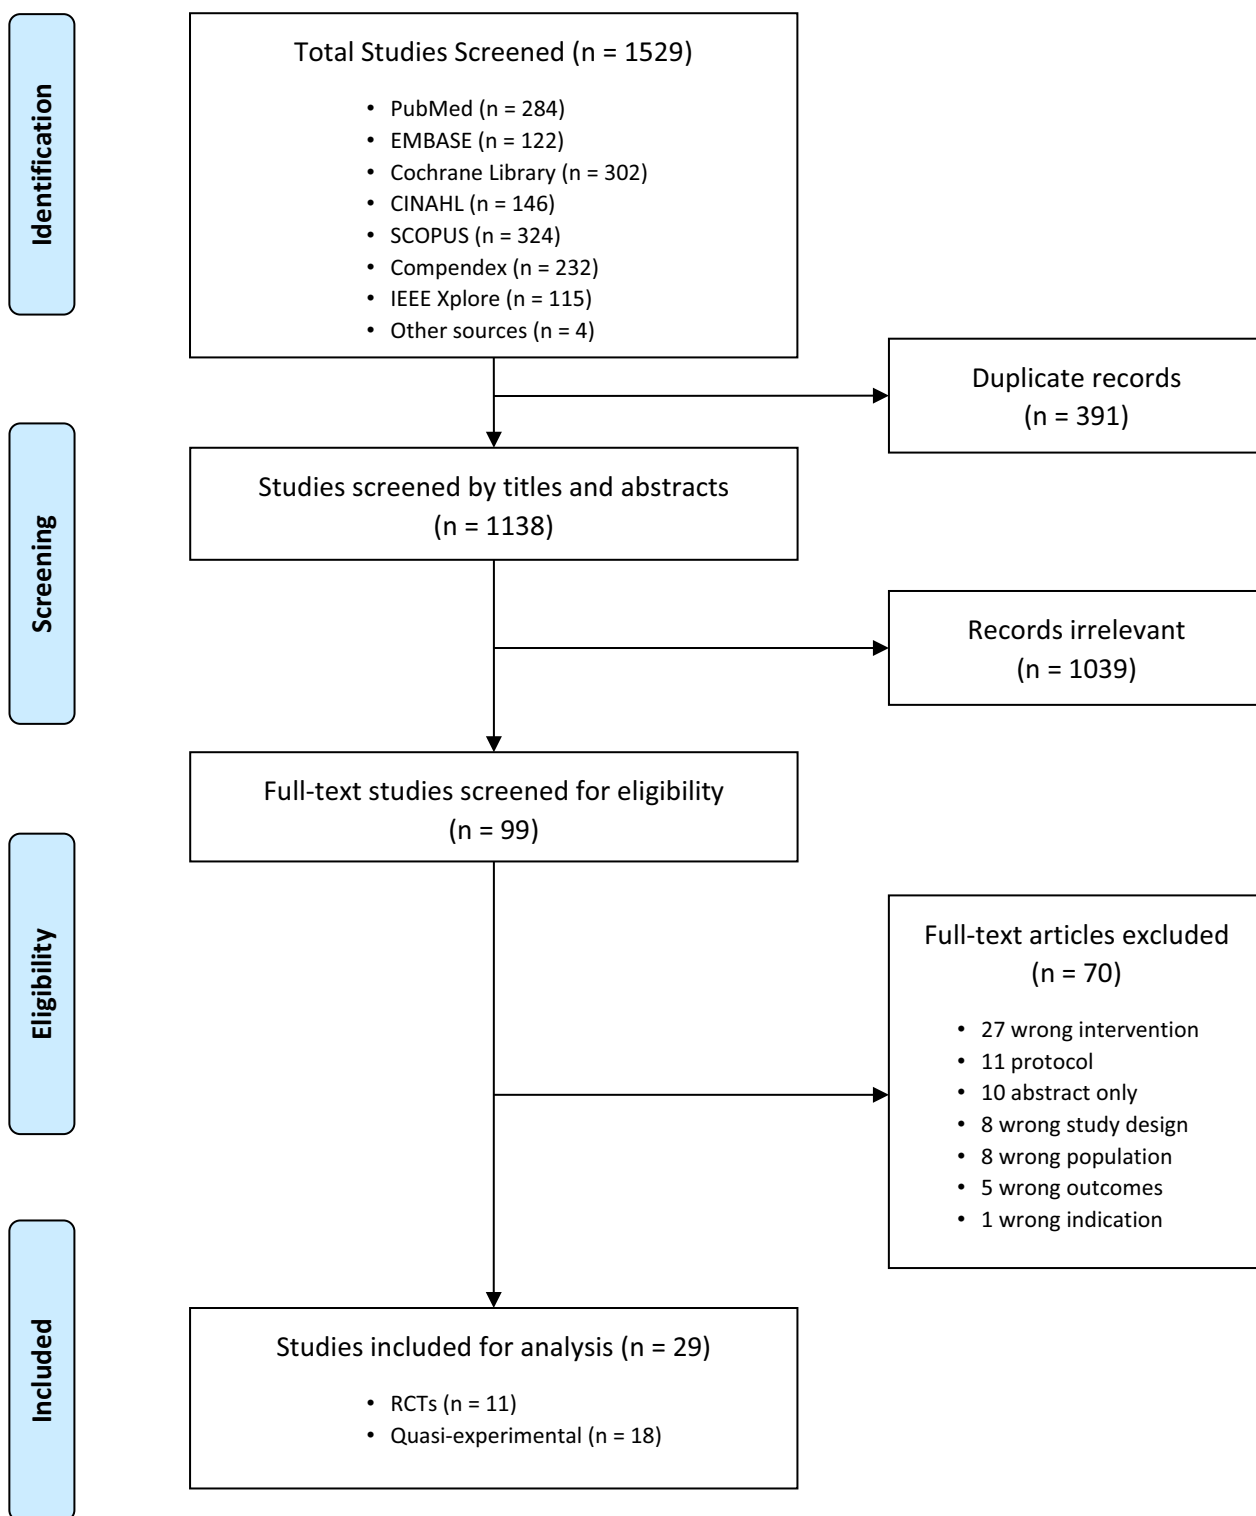 Identification
Total Studies Screened (n = 1529)
• PubMed (n = 284)
• EMBASE (n = 122)
• Cochrane Library (n = 302)
• CINAHL (n = 146)
• SCOPUS (n = 324)
• Compendex (n = 232)
• IEEE Xplore (n = 115)
• Other sources (n = 4)
Duplicate records
(n = 391)
Screening
Studies screened by titles and abstracts
(n = 1138)
Records irrelevant
(n = 1039)
Full-text studies screened for eligibility
(n = 99)
Eligibility
Full-text articles excluded
(n = 70)
• 27 wrong intervention
• 11 protocol
• 10 abstract only
• 8 wrong study design
• 8 wrong population
• 5 wrong outcomes
• 1 wrong indication
Included
Studies included for analysis (n = 29)
• RCTs (n = 11)
• Quasi-experimental (n = 18)